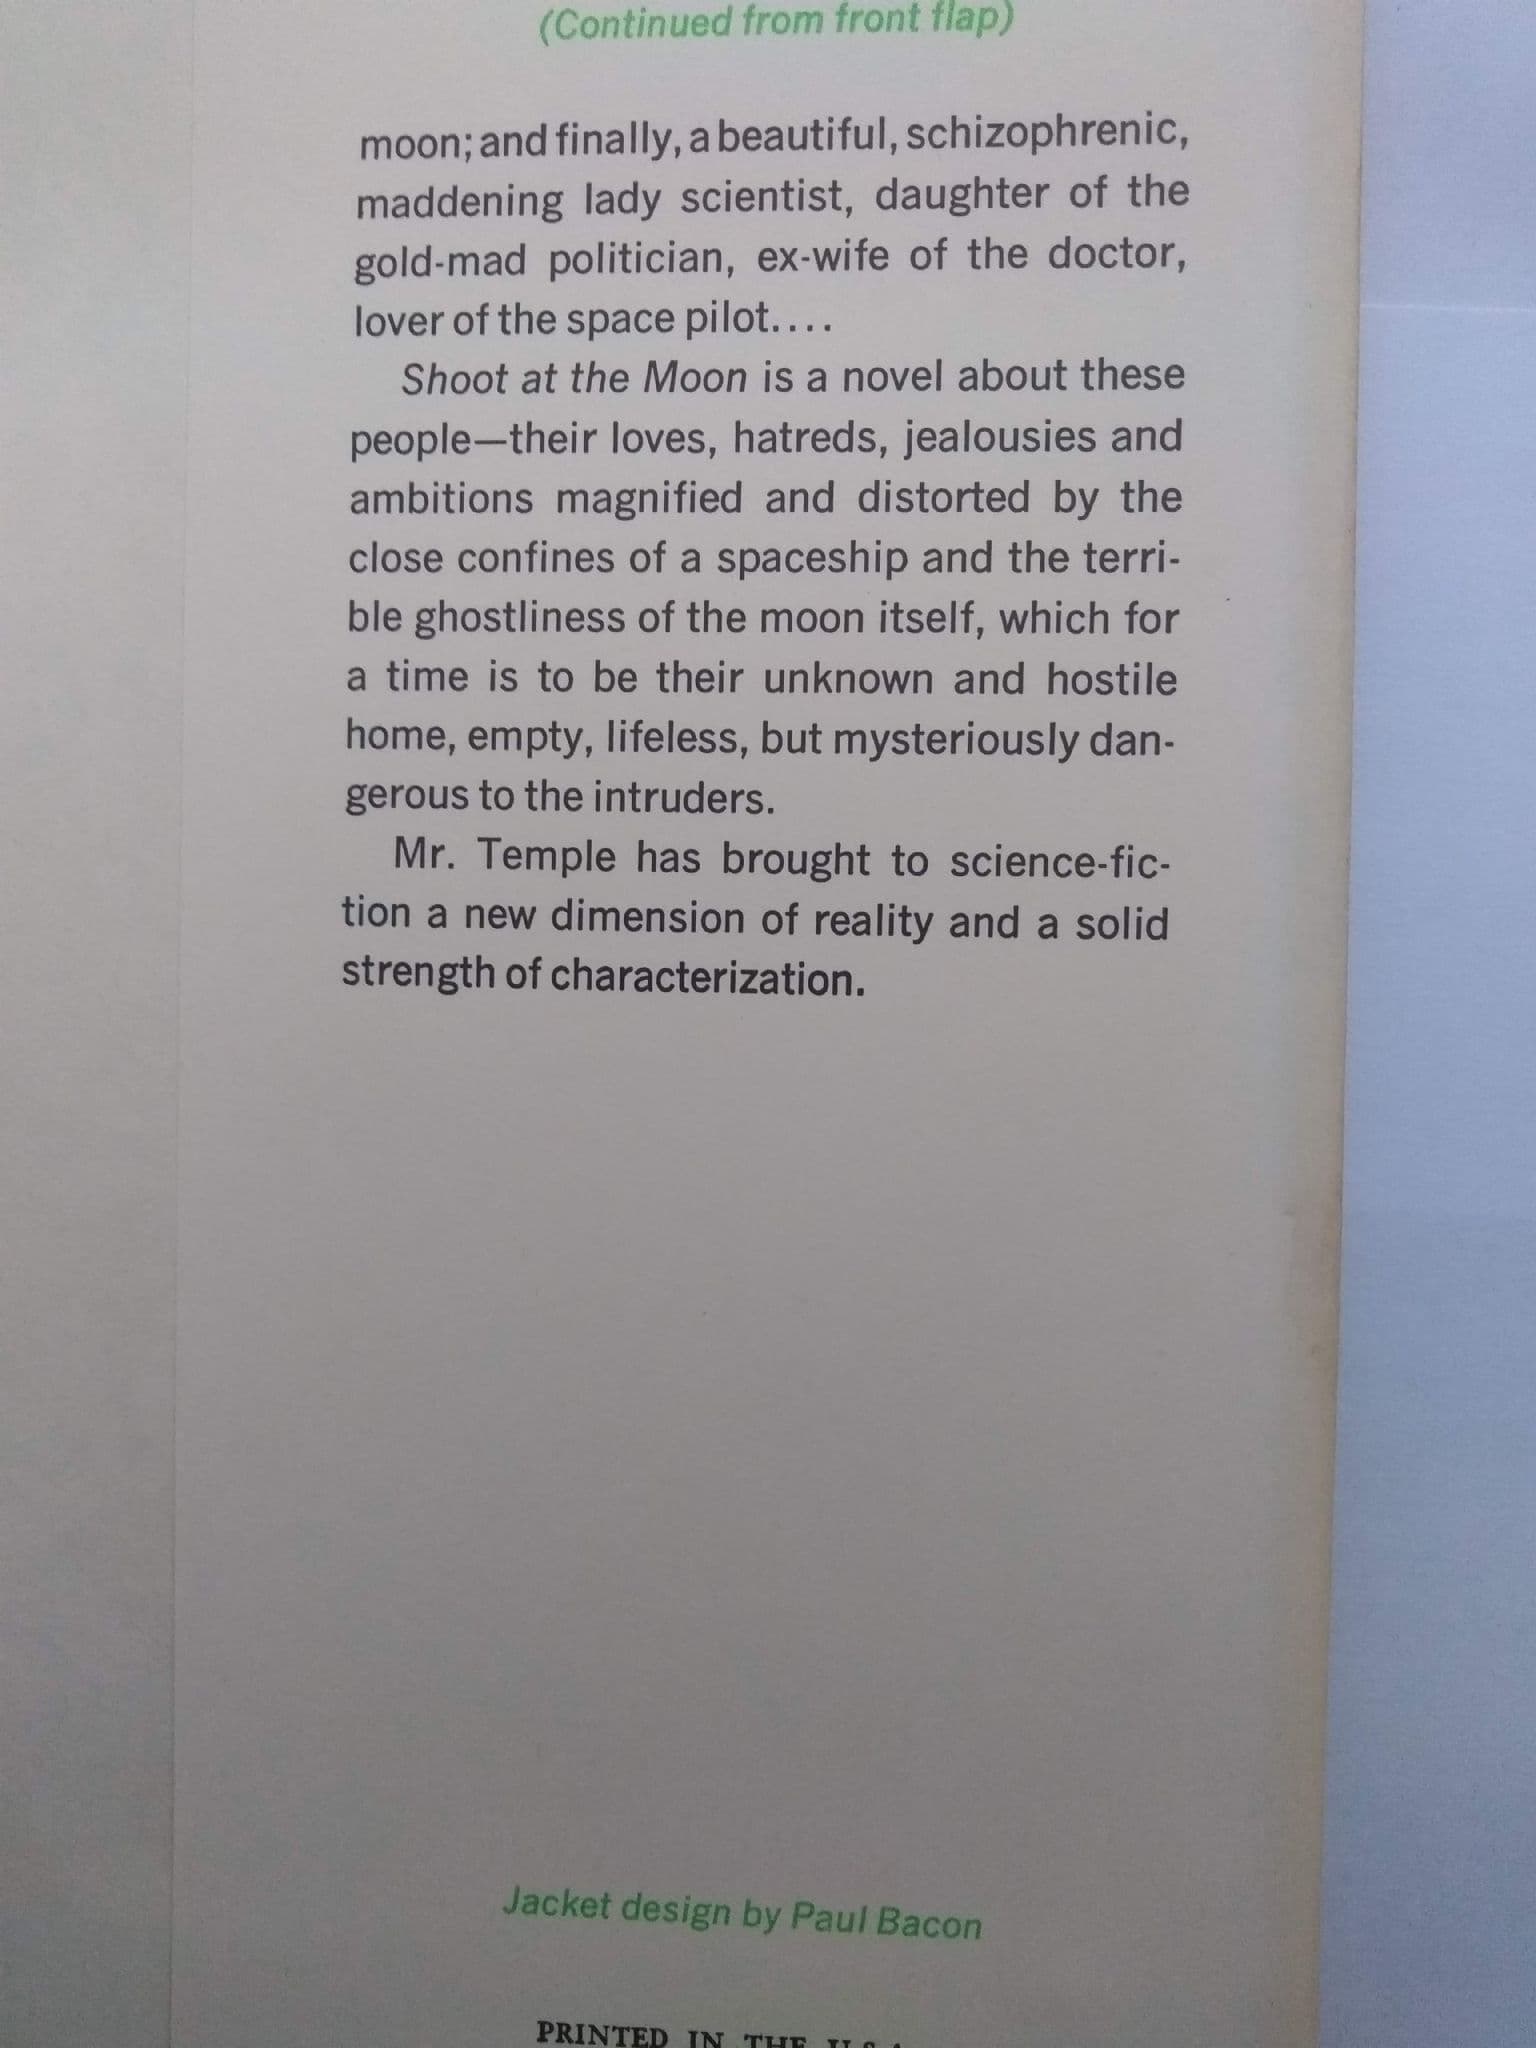 (Continued from front flap)
moon; and finally, a beautiful, schizophrenic,
maddening lady scientist, daughter of the
gold-mad politician, ex-wife of the doctor,
lover of the space pilot....
Shoot at the Moon is a novel about these
people—their loves, hatreds, jealousies and
ambitions magnified and distorted by the
close confines of a spaceship and the terri-
ble ghostliness of the moon itself, which for
a time is to be their unknown and hostile
home, empty, lifeless, but mysteriously dan-
gerous to the intruders.
Mr. Temple has brought to science-fic-
tion a new dimension of reality and a solid
strength of characterization.
Jacket design by Paul Bacon
PRINTED IN THE U.S.A.